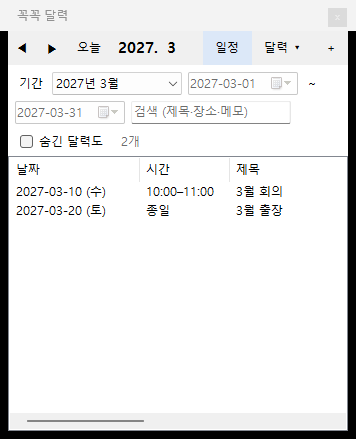 꼭꼭 달력 x
◀ ▶ 오늘 2027. 3 일정 달력 ▾ +
기간 2027년 3월 2027-03-01 ~
2027-03-31 검색 (제목·장소·메모)
숨긴 달력도 2개
날짜 시간 제목
2027-03-10 (수) 10:00–11:00 3월 회의
2027-03-20 (토) 종일 3월 출장